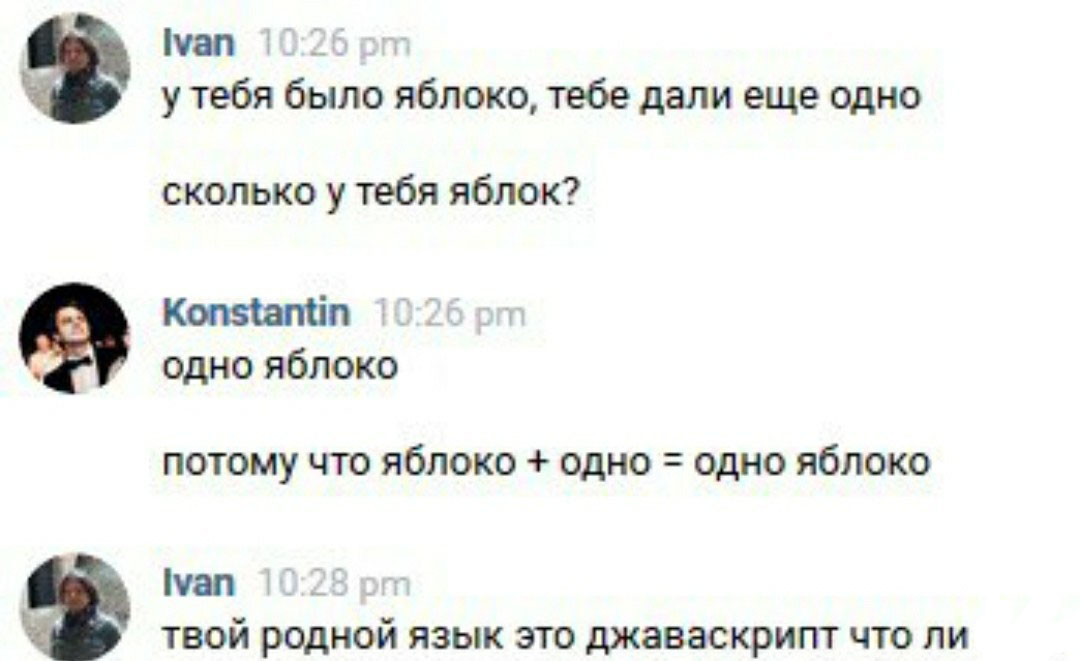 Ivan 10:26 pm
у тебя было яблоко, тебе дали еще одно
сколько у тебя яблок?
Konstantin 10:26 pm
одно яблоко
потому что яблоко + одно = одно яблоко
Ivan 10:28 pm
твой родной язык это джаваскрипт что ли